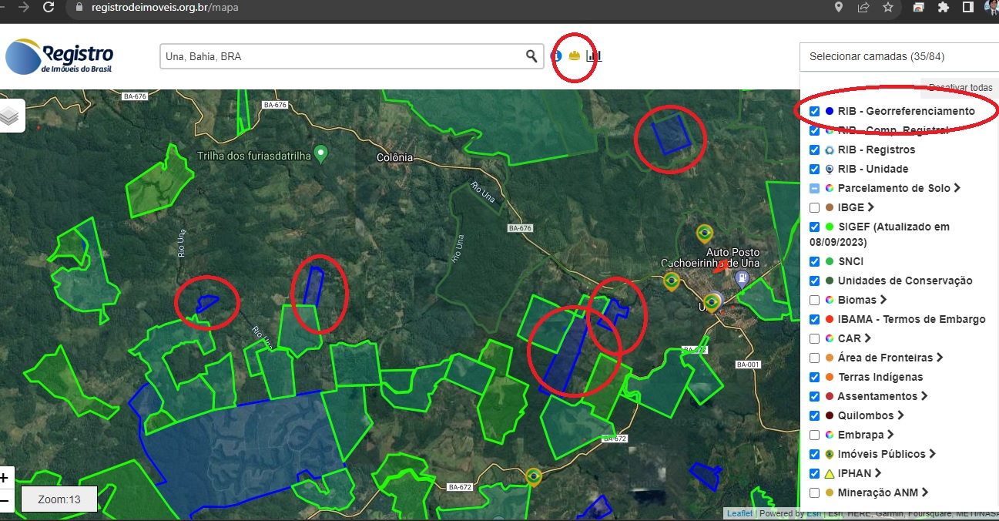 registrodeimoveis.org.br/mapa
Registro
de Imóveis do Brasil
Una, Bahia, BRA
Selecionar camadas (35/84)
Desativar todas
RIB - Georreferenciamento
RIB - Comp. Registral
RIB - Registros
RIB - Unidade
Parcelamento de Solo
IBGE
SIGEF (Atualizado em
08/09/2023)
SNCI
Unidades de Conservação
Biomas
IBAMA - Termos de Embargo
CAR
Área de Fronteiras
Terras Indígenas
Assentamentos
Quilombos
Embrapa
Imóveis Públicos
IPHAN
Mineração ANM
BA-676
BA-676
Trilha dos furiasdatrilha
Colônia
Rio Una
BA-676
Rio Una
Rio Una
Auto Posto
Cachoeirinha de Una
Rio Una
BA-672
BA-001
BA-672
BA-672
+
−
Zoom:13
Leaflet | Powered by Esri | Esri, HERE, Garmin, Foursquare, METI/NASA